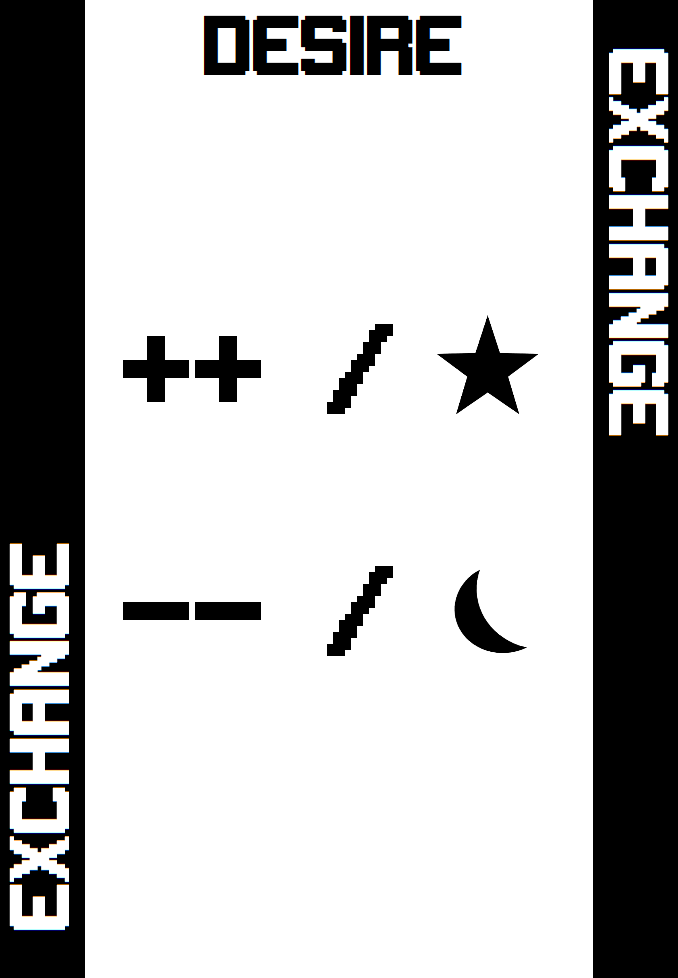 DESIRE
EXCHANGE
++ / ★
-- / ☾
EXCHANGE